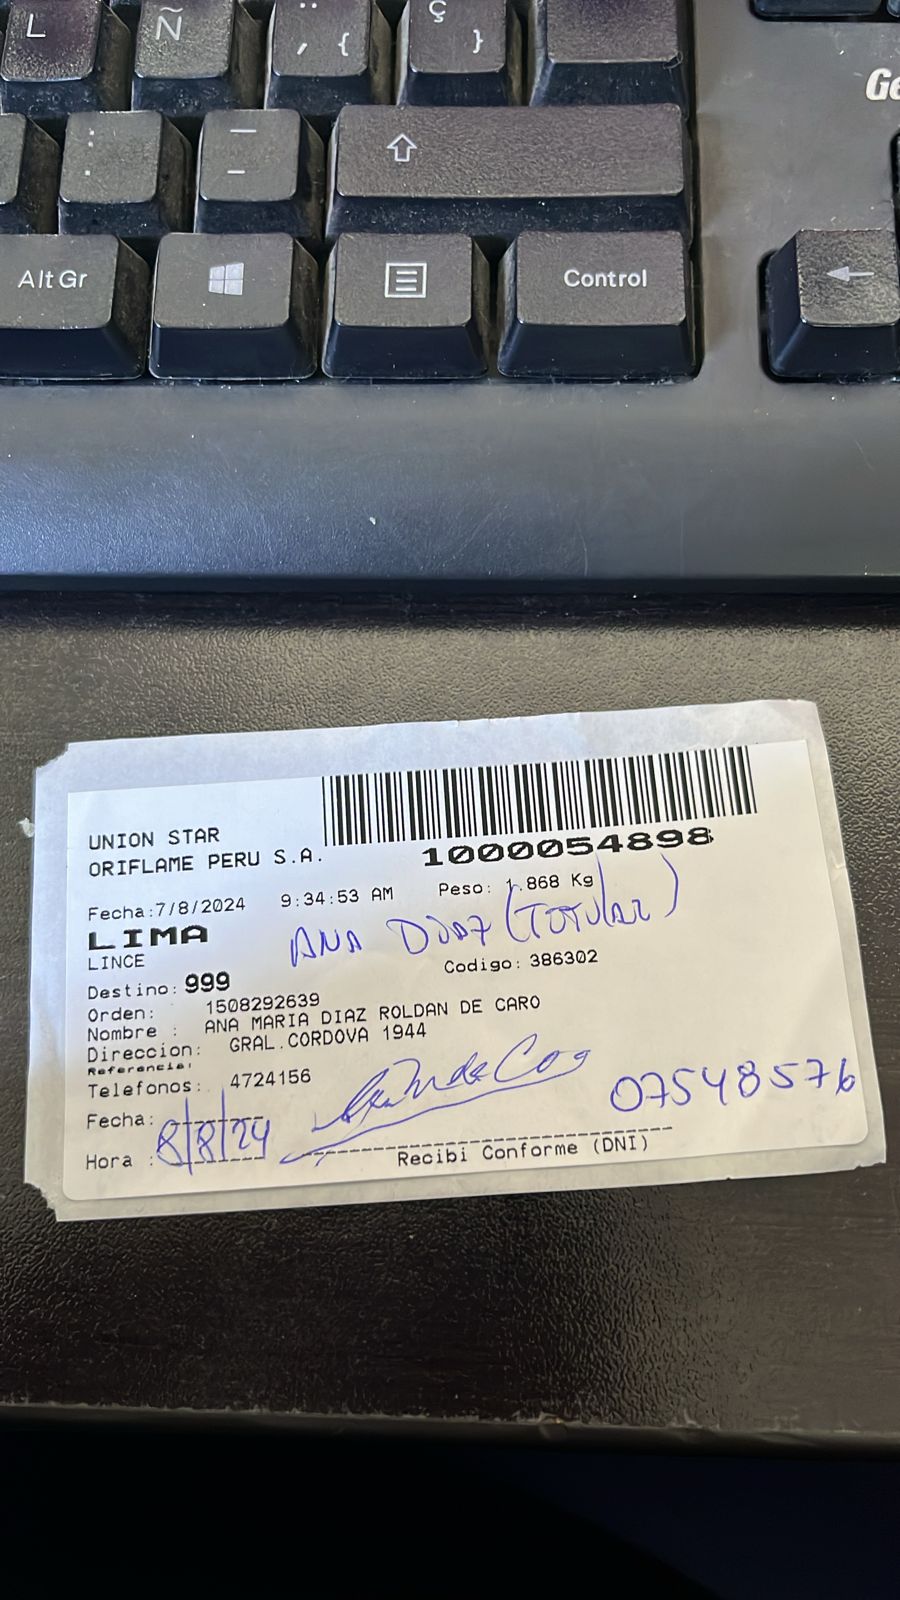 L Ñ ¨ ´ { Ç }
Ge
: .
_ -
Alt Gr
Control
UNION STAR
ORIFLAME PERU S.A.
1000054898
Fecha:7/8/2024 9:34:53 AM Peso: 1.868 Kg
LIMA
ANA DIAZ (TITULAR)
LINCE
Codigo: 386302
Destino: 999
Orden: 1508292639
Nombre : ANA MARIA DIAZ ROLDAN DE CARO
Direccion: GRAL.CORDOVA 1944
Referencia:
Telefonos: 4724156
07548576
Fecha: 8/8/24
Hora :
Recibi Conforme (DNI)